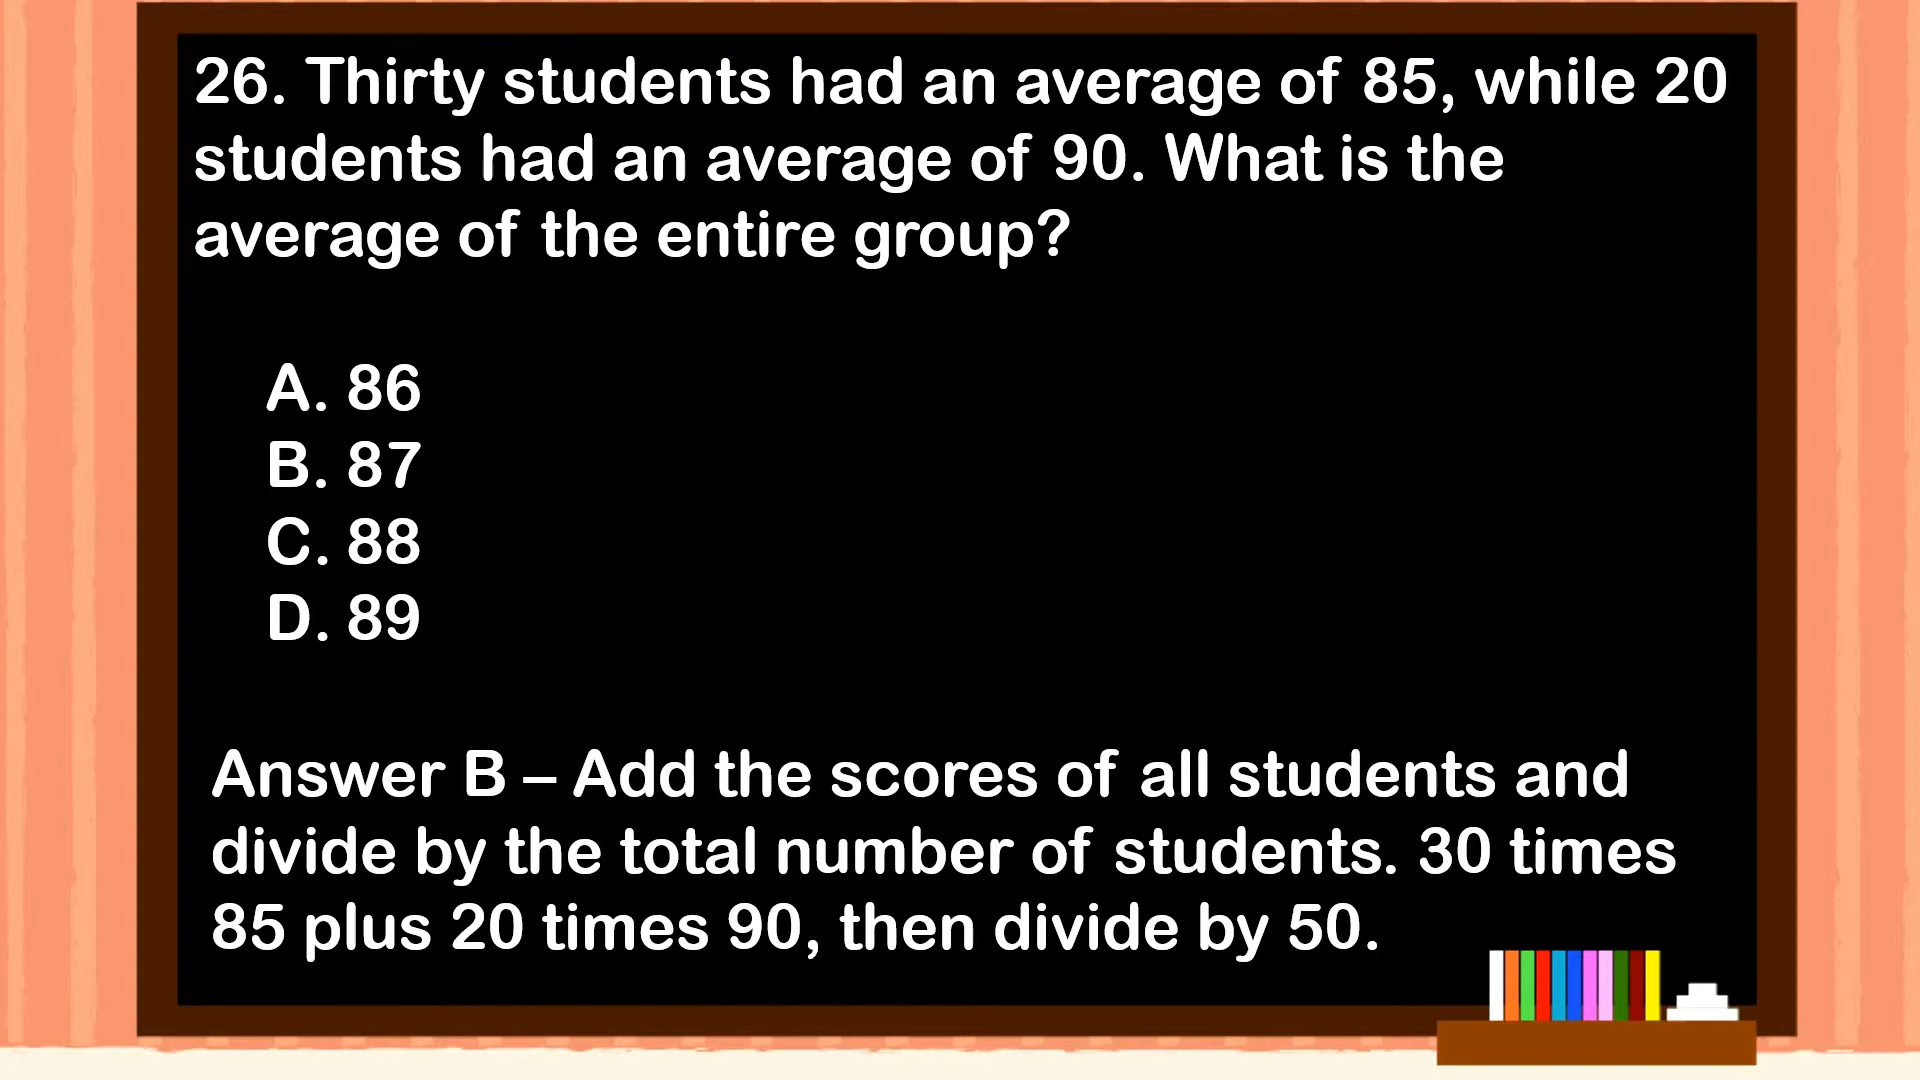 26. Thirty students had an average of 85, while 20
students had an average of 90. What is the
average of the entire group?
A. 86
B. 87
C. 88
D. 89
Answer B – Add the scores of all students and
divide by the total number of students. 30 times
85 plus 20 times 90, then divide by 50.